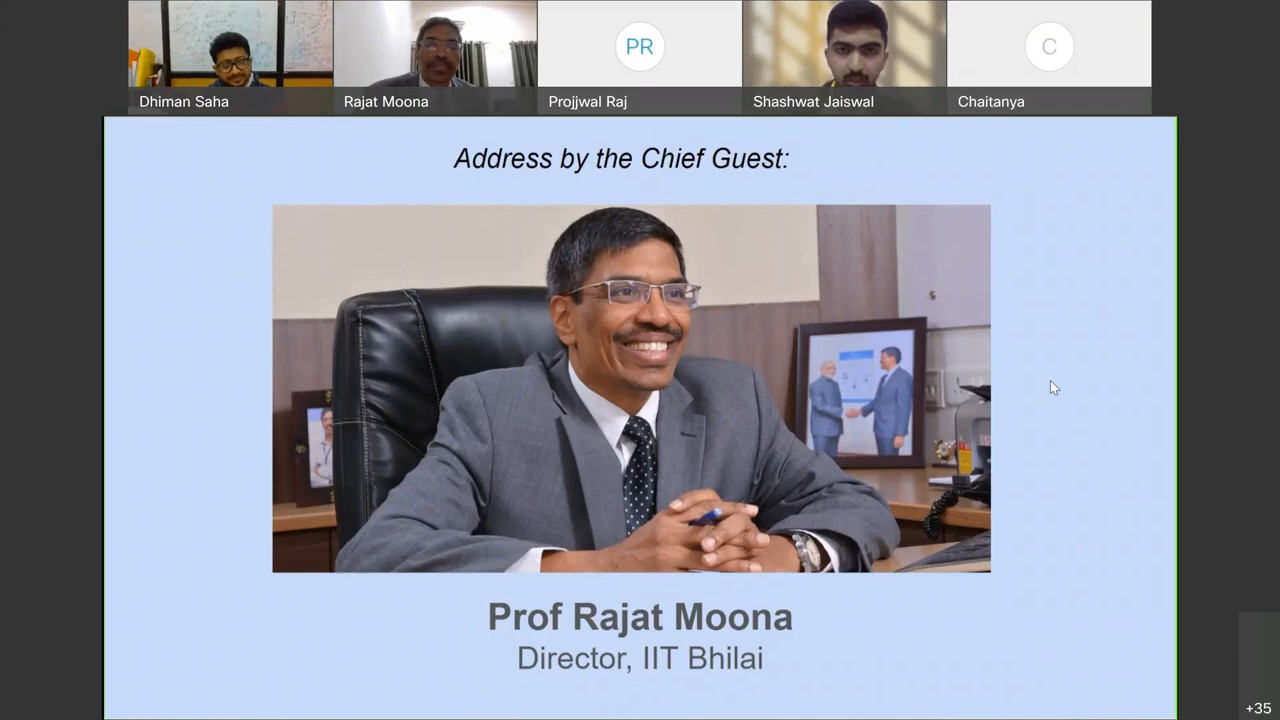 Dhiman Saha
Rajat Moona
PR
Projjwal Raj
Shashwat Jaiswal
C
Chaitanya
Address by the Chief Guest:
Prof Rajat Moona
Director, IIT Bhilai
+35